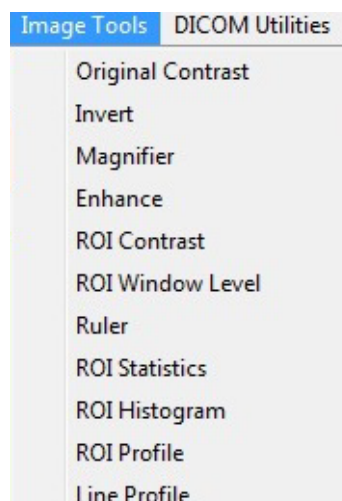 Image Tools DICOM Utilities
Original Contrast
Invert
Magnifier
Enhance
ROI Contrast
ROI Window Level
Ruler
ROI Statistics
ROI Histogram
ROI Profile
Line Profile